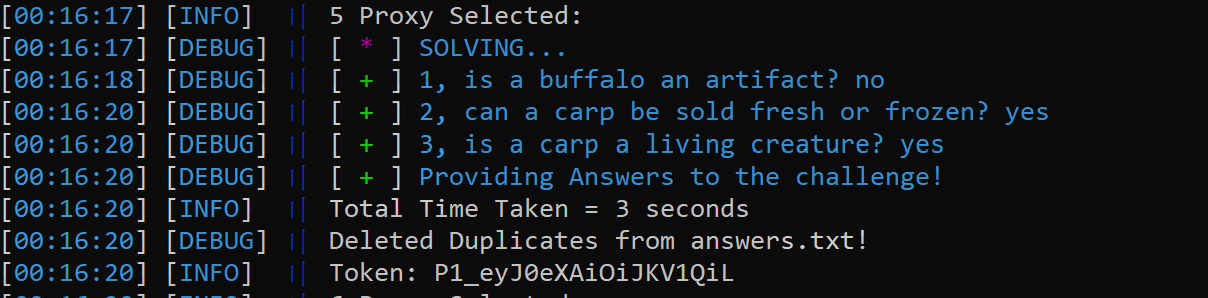 [00:16:17] [INFO] 5 Proxy Selected:
[00:16:17] [DEBUG] [ * ] SOLVING...
[00:16:18] [DEBUG] [ + ] 1, is a buffalo an artifact? no
[00:16:20] [DEBUG] [ + ] 2, can a carp be sold fresh or frozen? yes
[00:16:20] [DEBUG] [ + ] 3, is a carp a living creature? yes
[00:16:20] [DEBUG] [ + ] Providing Answers to the challenge!
[00:16:20] [INFO] Total Time Taken = 3 seconds
[00:16:20] [DEBUG] Deleted Duplicates from answers.txt!
[00:16:20] [INFO] Token: P1_eyJ0eXAiOiJKV1QiL